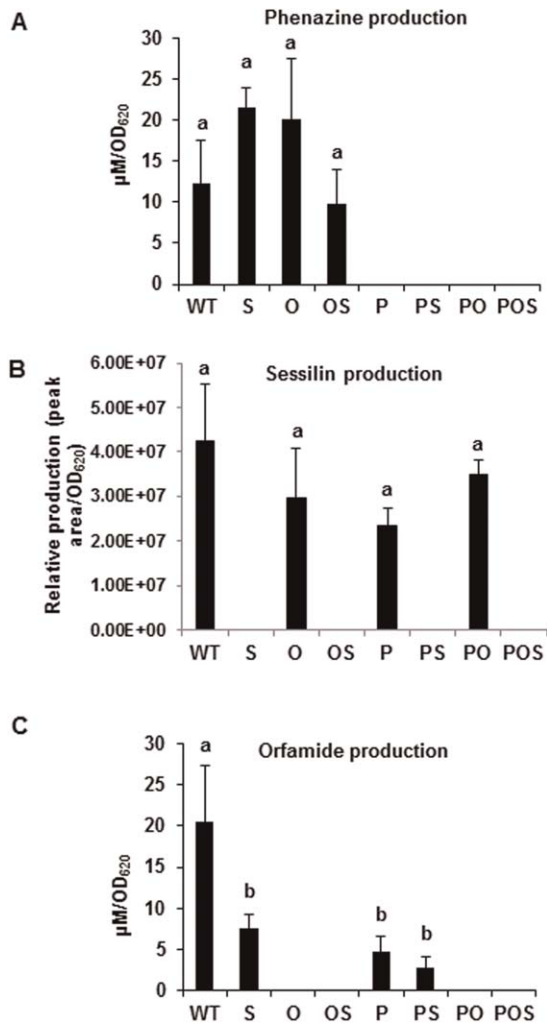 A
Phenazine production
µM/OD620
30
25
20
15
10
5
0
a
a
a
a
WT S O OS P PS PO POS
B
Sessilin production
Relative production (peak
area/OD620)
6.00E+07
5.00E+07
4.00E+07
3.00E+07
2.00E+07
1.00E+07
0.00E+00
a
a
a
a
WT S O OS P PS PO POS
C
Orfamide production
µM/OD620
30
25
20
15
10
5
0
a
b
b
b
WT S O OS P PS PO POS